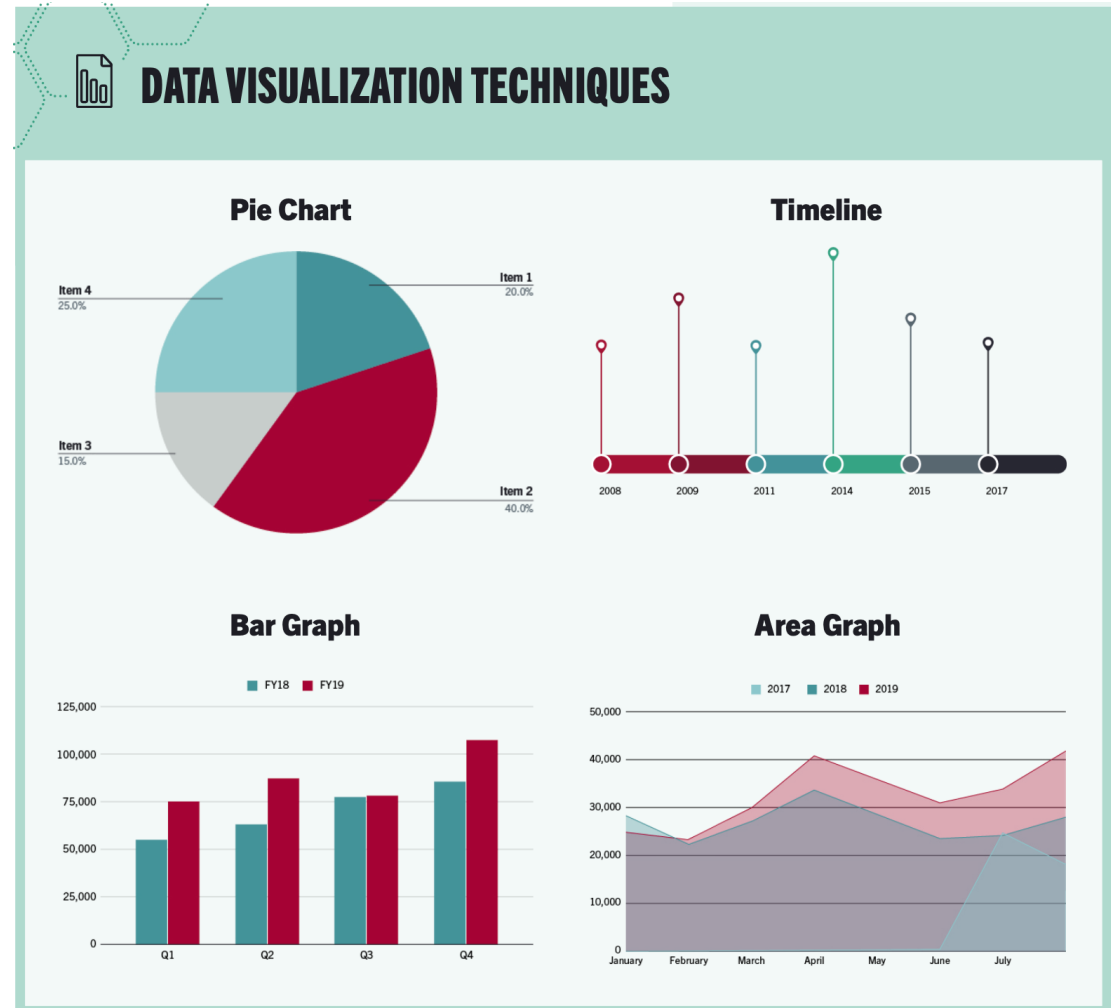 DATA VISUALIZATION TECHNIQUES
Pie Chart
Item 1
20.0%
Item 4
25.0%
Item 3
15.0%
Item 2
40.0%
Timeline
2008 2009 2011 2014 2015 2017
Bar Graph
FY18 FY19
125,000
100,000
75,000
50,000
25,000
0
Q1 Q2 Q3 Q4
Area Graph
2017 2018 2019
50,000
40,000
30,000
20,000
10,000
0
January February March April May June July